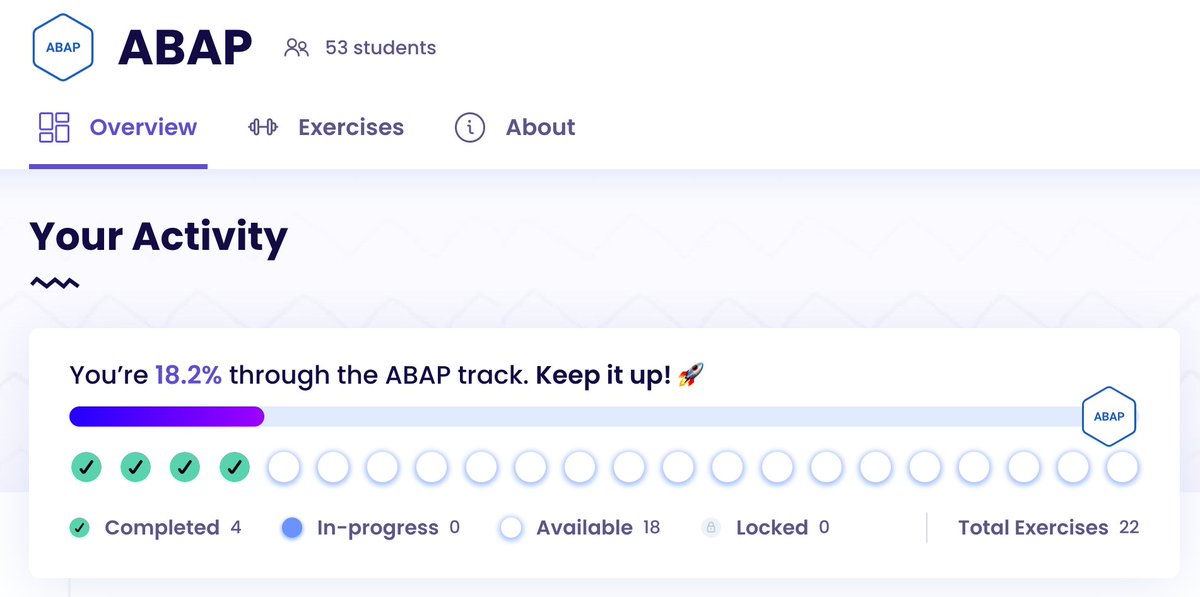 ABAP
ABAP
53 students
Overview
Exercises
About
Your Activity
You're 18.2% through the ABAP track. Keep it up! 🚀
ABAP
Completed 4
In-progress 0
Available 18
Locked 0
Total Exercises 22